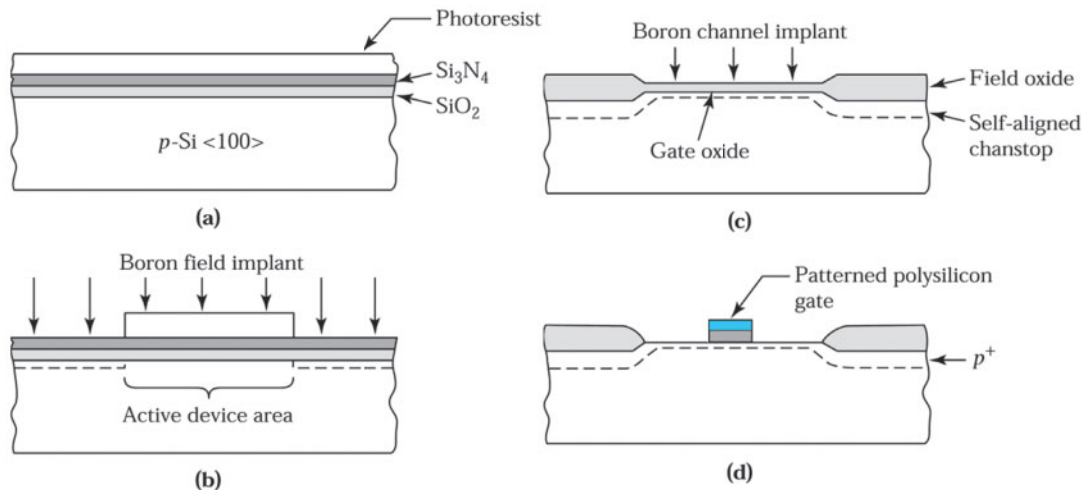 Photoresist
Si₃N₄
SiO₂
p-Si <100>
(a)
Boron field implant
Active device area
(b)
Boron channel implant
Field oxide
Self-aligned
chanstop
Gate oxide
(c)
Patterned polysilicon
gate
p⁺
(d)